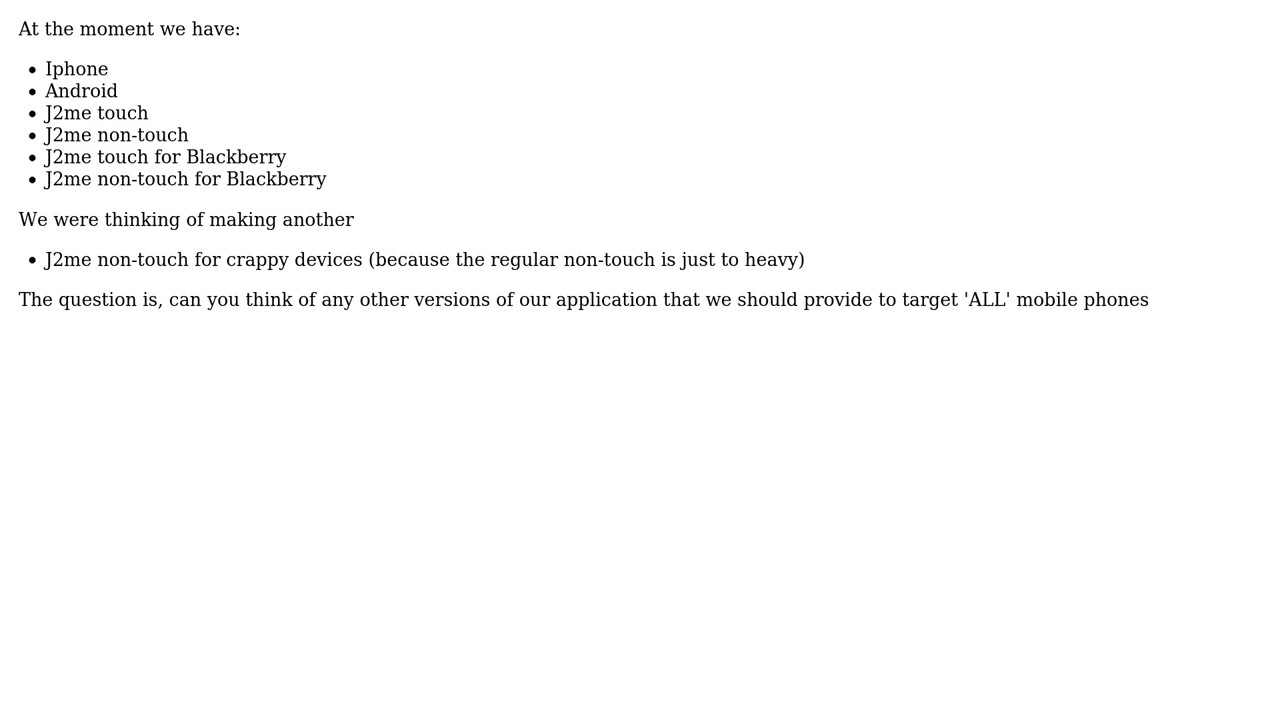 At the moment we have:
• Iphone
• Android
• J2me touch
• J2me non-touch
• J2me touch for Blackberry
• J2me non-touch for Blackberry
We were thinking of making another
• J2me non-touch for crappy devices (because the regular non-touch is just to heavy)
The question is, can you think of any other versions of our application that we should provide to target 'ALL' mobile phones